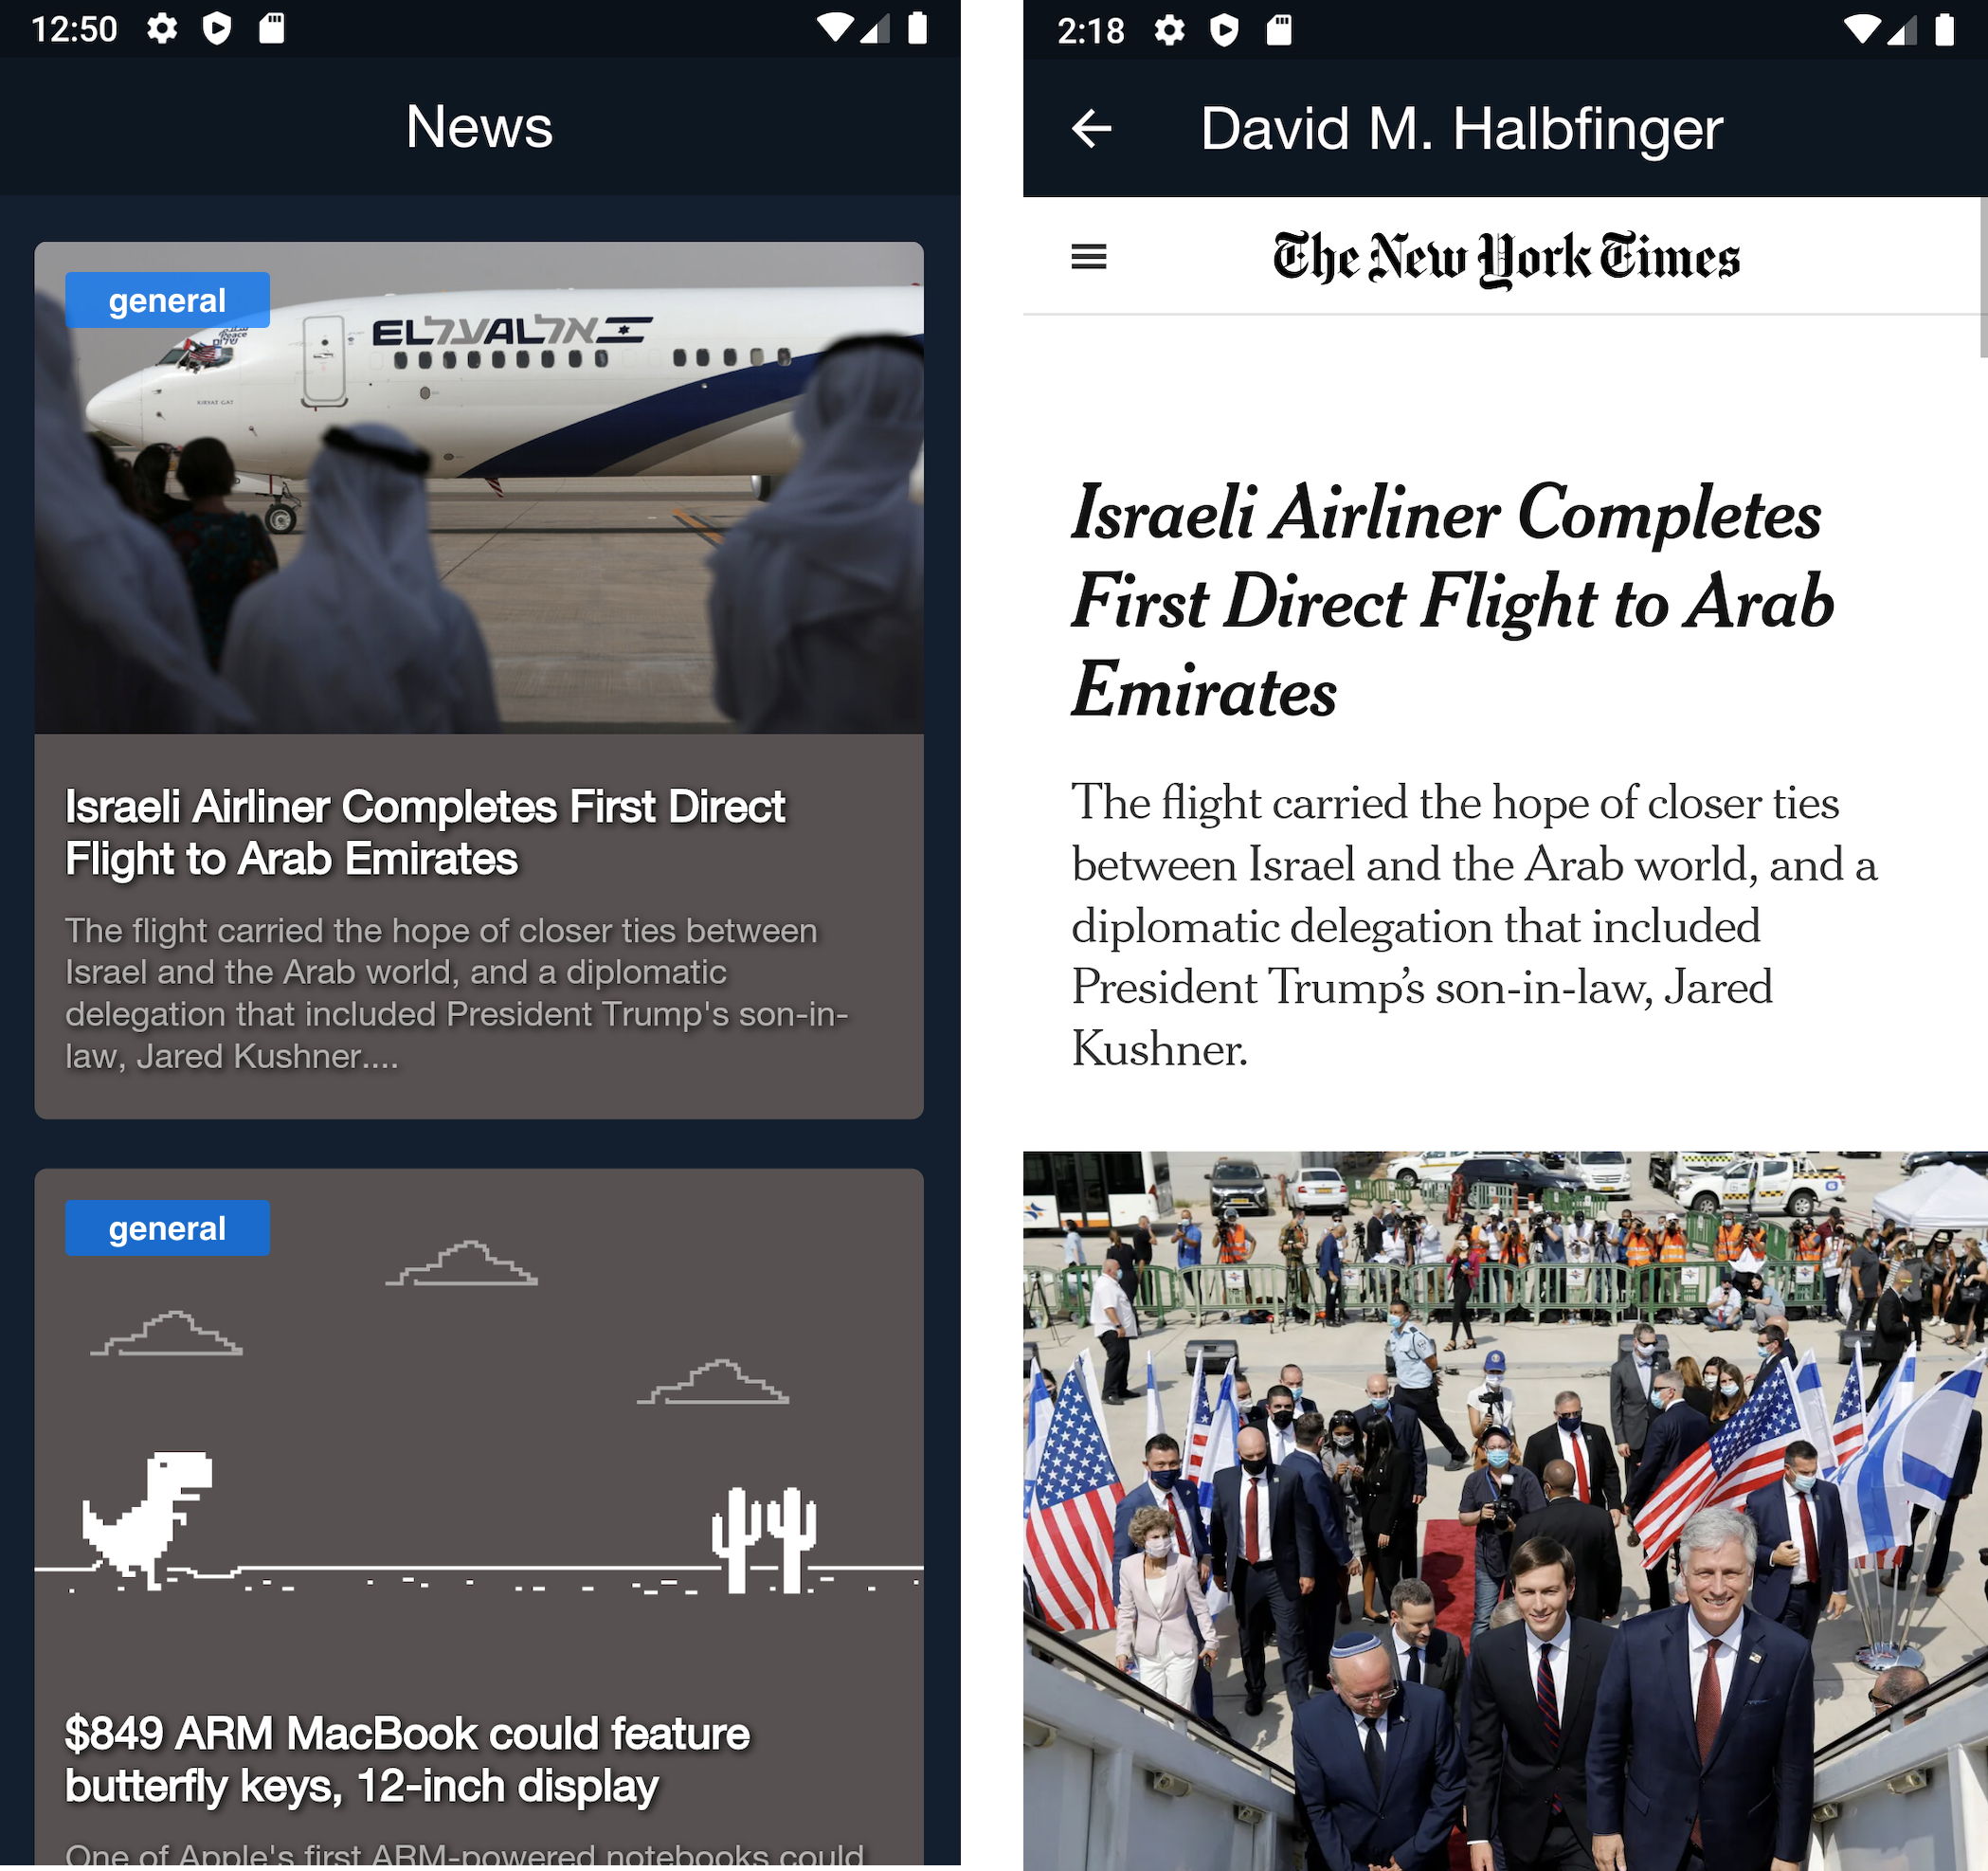 12:50
News
general
ELעלALאל
Peace
שלום
KIRYAT GAT
Israeli Airliner Completes First Direct
Flight to Arab Emirates
The flight carried the hope of closer ties between
Israel and the Arab world, and a diplomatic
delegation that included President Trump's son-in-
law, Jared Kushner....
general
$849 ARM MacBook could feature
butterfly keys, 12-inch display
One of Apple's first ARM-powered notebooks could
2:18
David M. Halbfinger
The New York Times
Israeli Airliner Completes
First Direct Flight to Arab
Emirates
The flight carried the hope of closer ties
between Israel and the Arab world, and a
diplomatic delegation that included
President Trump’s son-in-law, Jared
Kushner.